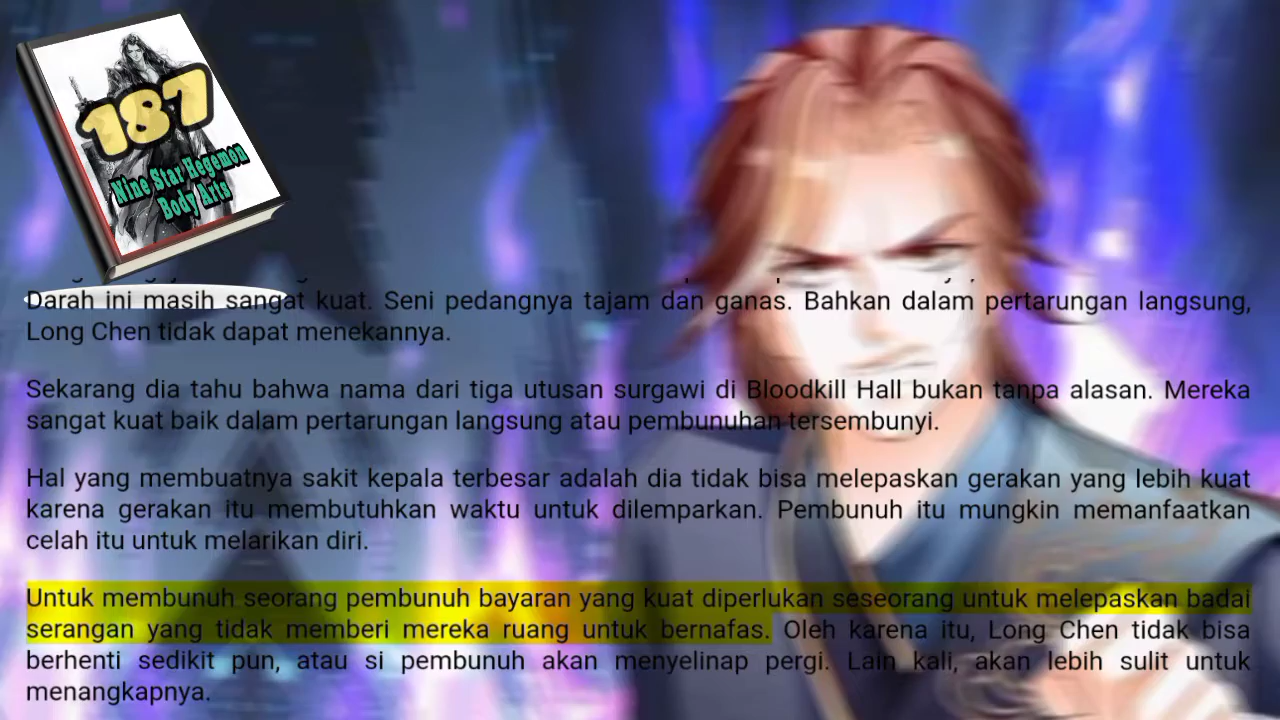 187
Nine Star Hegemon
Body Arts
Darah ini masih sangat kuat. Seni pedangnya tajam dan ganas. Bahkan dalam pertarungan langsung,
Long Chen tidak dapat menekannya.
Sekarang dia tahu bahwa nama dari tiga utusan surgawi di Bloodkill Hall bukan tanpa alasan. Mereka
sangat kuat baik dalam pertarungan langsung atau pembunuhan tersembunyi.
Hal yang membuatnya sakit kepala terbesar adalah dia tidak bisa melepaskan gerakan yang lebih kuat
karena gerakan itu membutuhkan waktu untuk dilemparkan. Pembunuh itu mungkin memanfaatkan
celah itu untuk melarikan diri.
Untuk membunuh seorang pembunuh bayaran yang kuat diperlukan seseorang untuk melepaskan badai
serangan yang tidak memberi mereka ruang untuk bernafas. Oleh karena itu, Long Chen tidak bisa
berhenti sedikit pun, atau si pembunuh akan menyelinap pergi. Lain kali, akan lebih sulit untuk
menangkapnya.